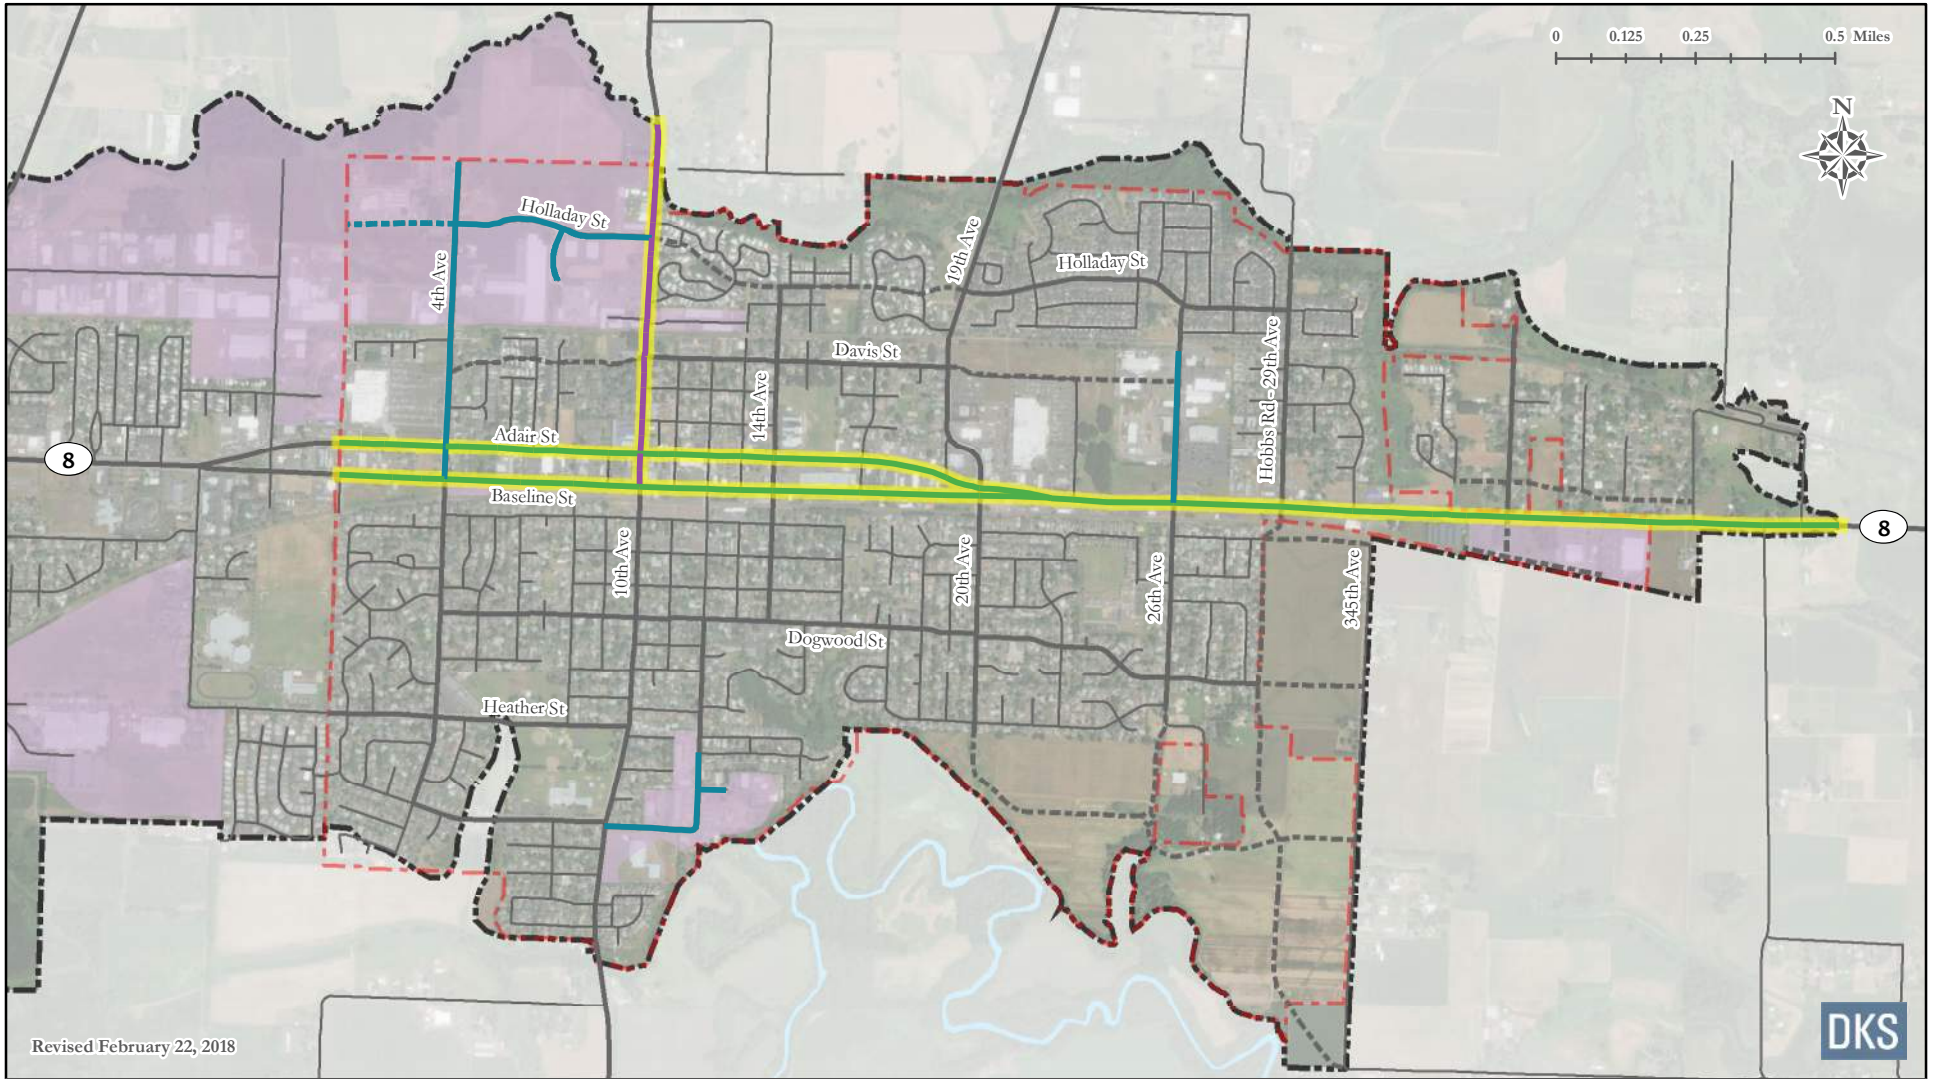 0 0.125 0.25 0.5 Miles
N
Holladay St
19th Ave
Holladay St
4th Ave
Davis St
Hobbs Rd - 29th Ave
14th Ave
Adair St
8
Baseline St
8
10th Ave
20th Ave
26th Ave
345th Ave
Dogwood St
Heather St
Revised February 22, 2018
DKS